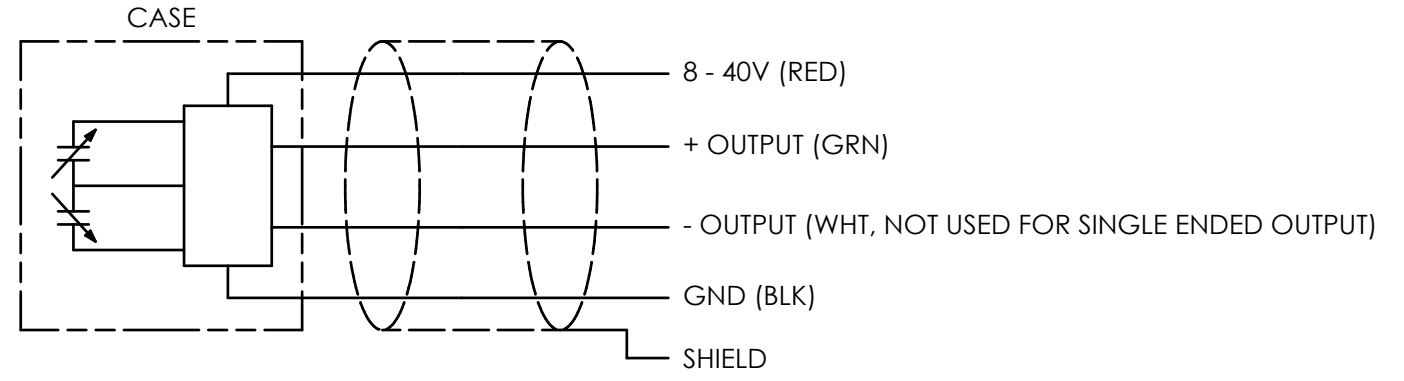 CASE
8 - 40V (RED)
+ OUTPUT (GRN)
- OUTPUT (WHT, NOT USED FOR SINGLE ENDED OUTPUT)
GND (BLK)
SHIELD